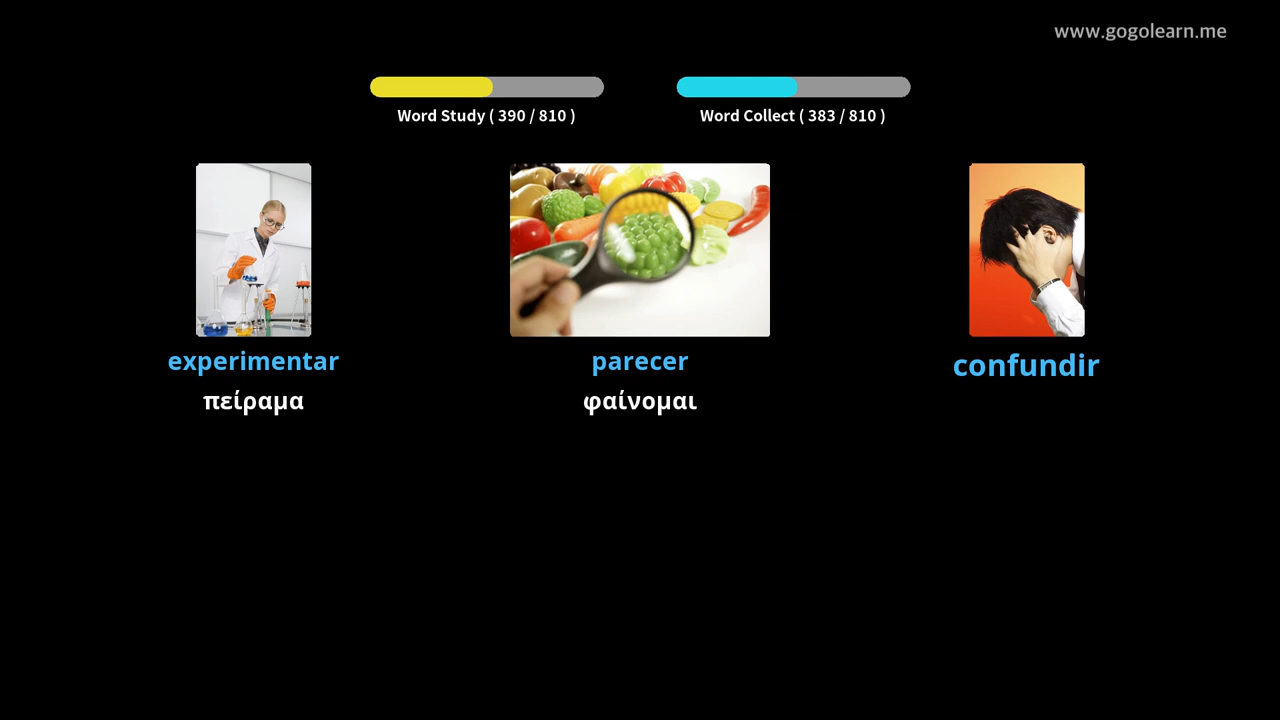 www.gogolearn.me
Word Study ( 390 / 810 )
Word Collect ( 383 / 810 )
experimentar
πείραμα
parecer
φαίνομαι
confundir